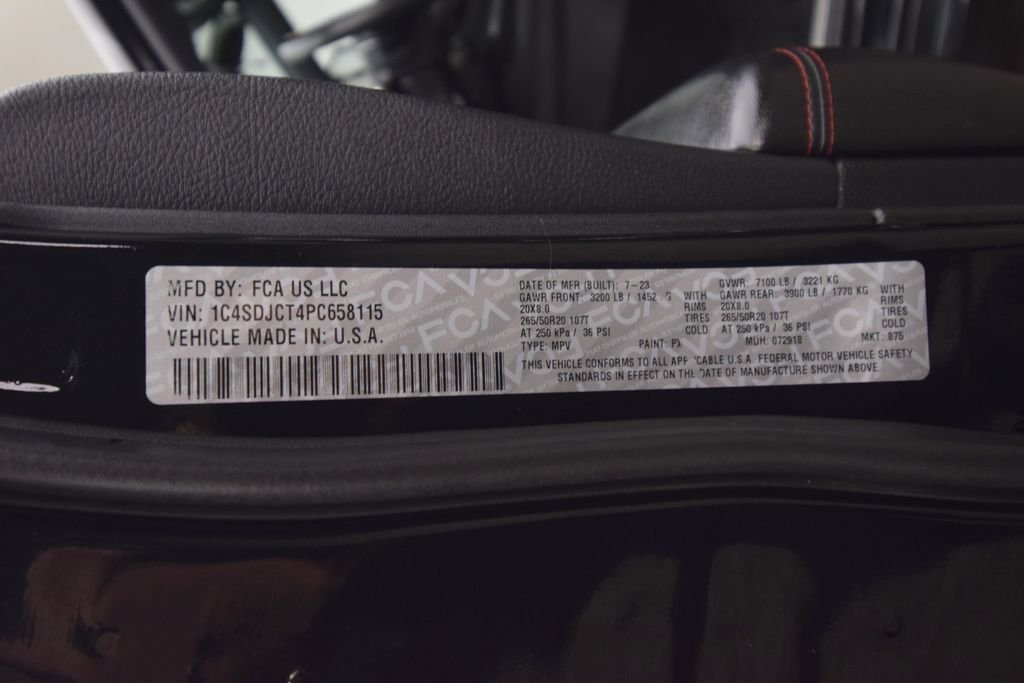 MFD BY: FCA US LLC
VIN: 1C4SDJCT4PC658115
VEHICLE MADE IN: U.S.A.
DATE OF MFR (BUILT): 7-23
GAWR FRONT: 3200 LB / 1452 WITH
20X8.0 RIMS
265/50R20 107T TIRES
AT 250 kPa / 36 PSI COLD
TYPE: MPV PAINT:
GVWR: 7100 LB / 3221 KG
GAWR REAR: 3900 LB / 1770 KG WITH
20X8.0 RIMS
265/50R20 107T TIRES
AT 250 kPa / 36 PSI COLD
MDH: 072918 MKT: 875
THIS VEHICLE CONFORMS TO ALL U.S.A. FEDERAL MOTOR VEHICLE SAFETY
STANDARDS IN EFFECT ON THE DATE OF MANUFACTURE SHOWN ABOVE.